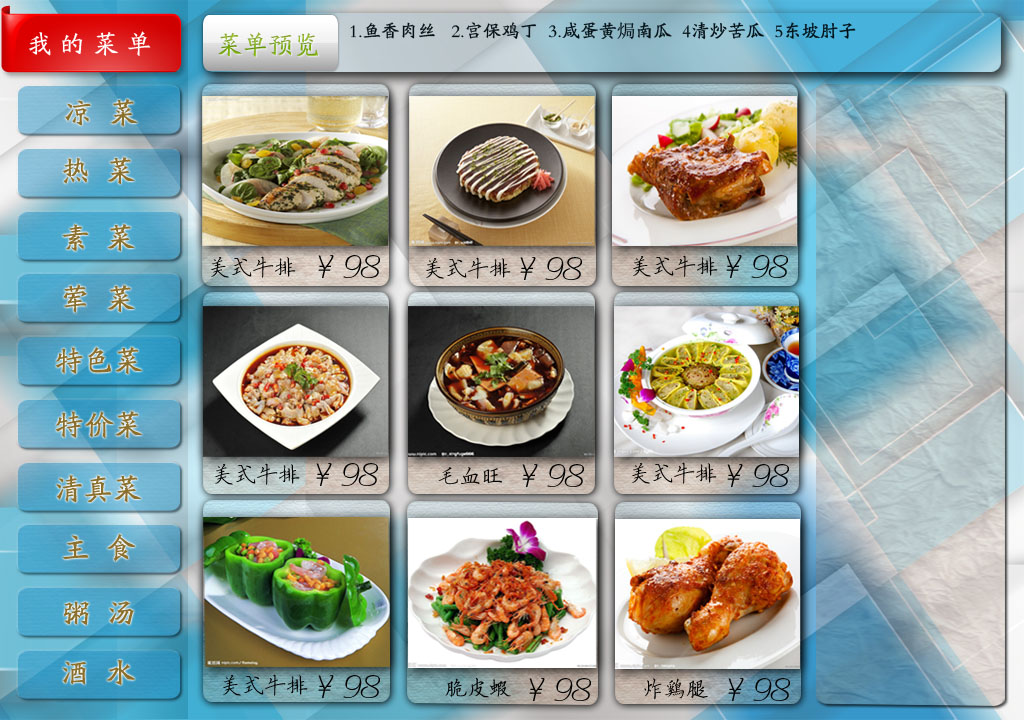 我的菜单
菜单预览
1.鱼香肉丝 2.宫保鸡丁 3.咸蛋黄焗南瓜 4清炒苦瓜 5东坡肘子
凉菜
热菜
素菜
荤菜
特色菜
特价菜
清真菜
主食
粥汤
酒水
美式牛排 ¥98
美式牛排 ¥98
美式牛排 ¥98
美式牛排 ¥98
毛血旺 ¥98
美式牛排 ¥98
美式牛排 ¥98
脆皮蝦 ¥98
炸鷄腿 ¥98